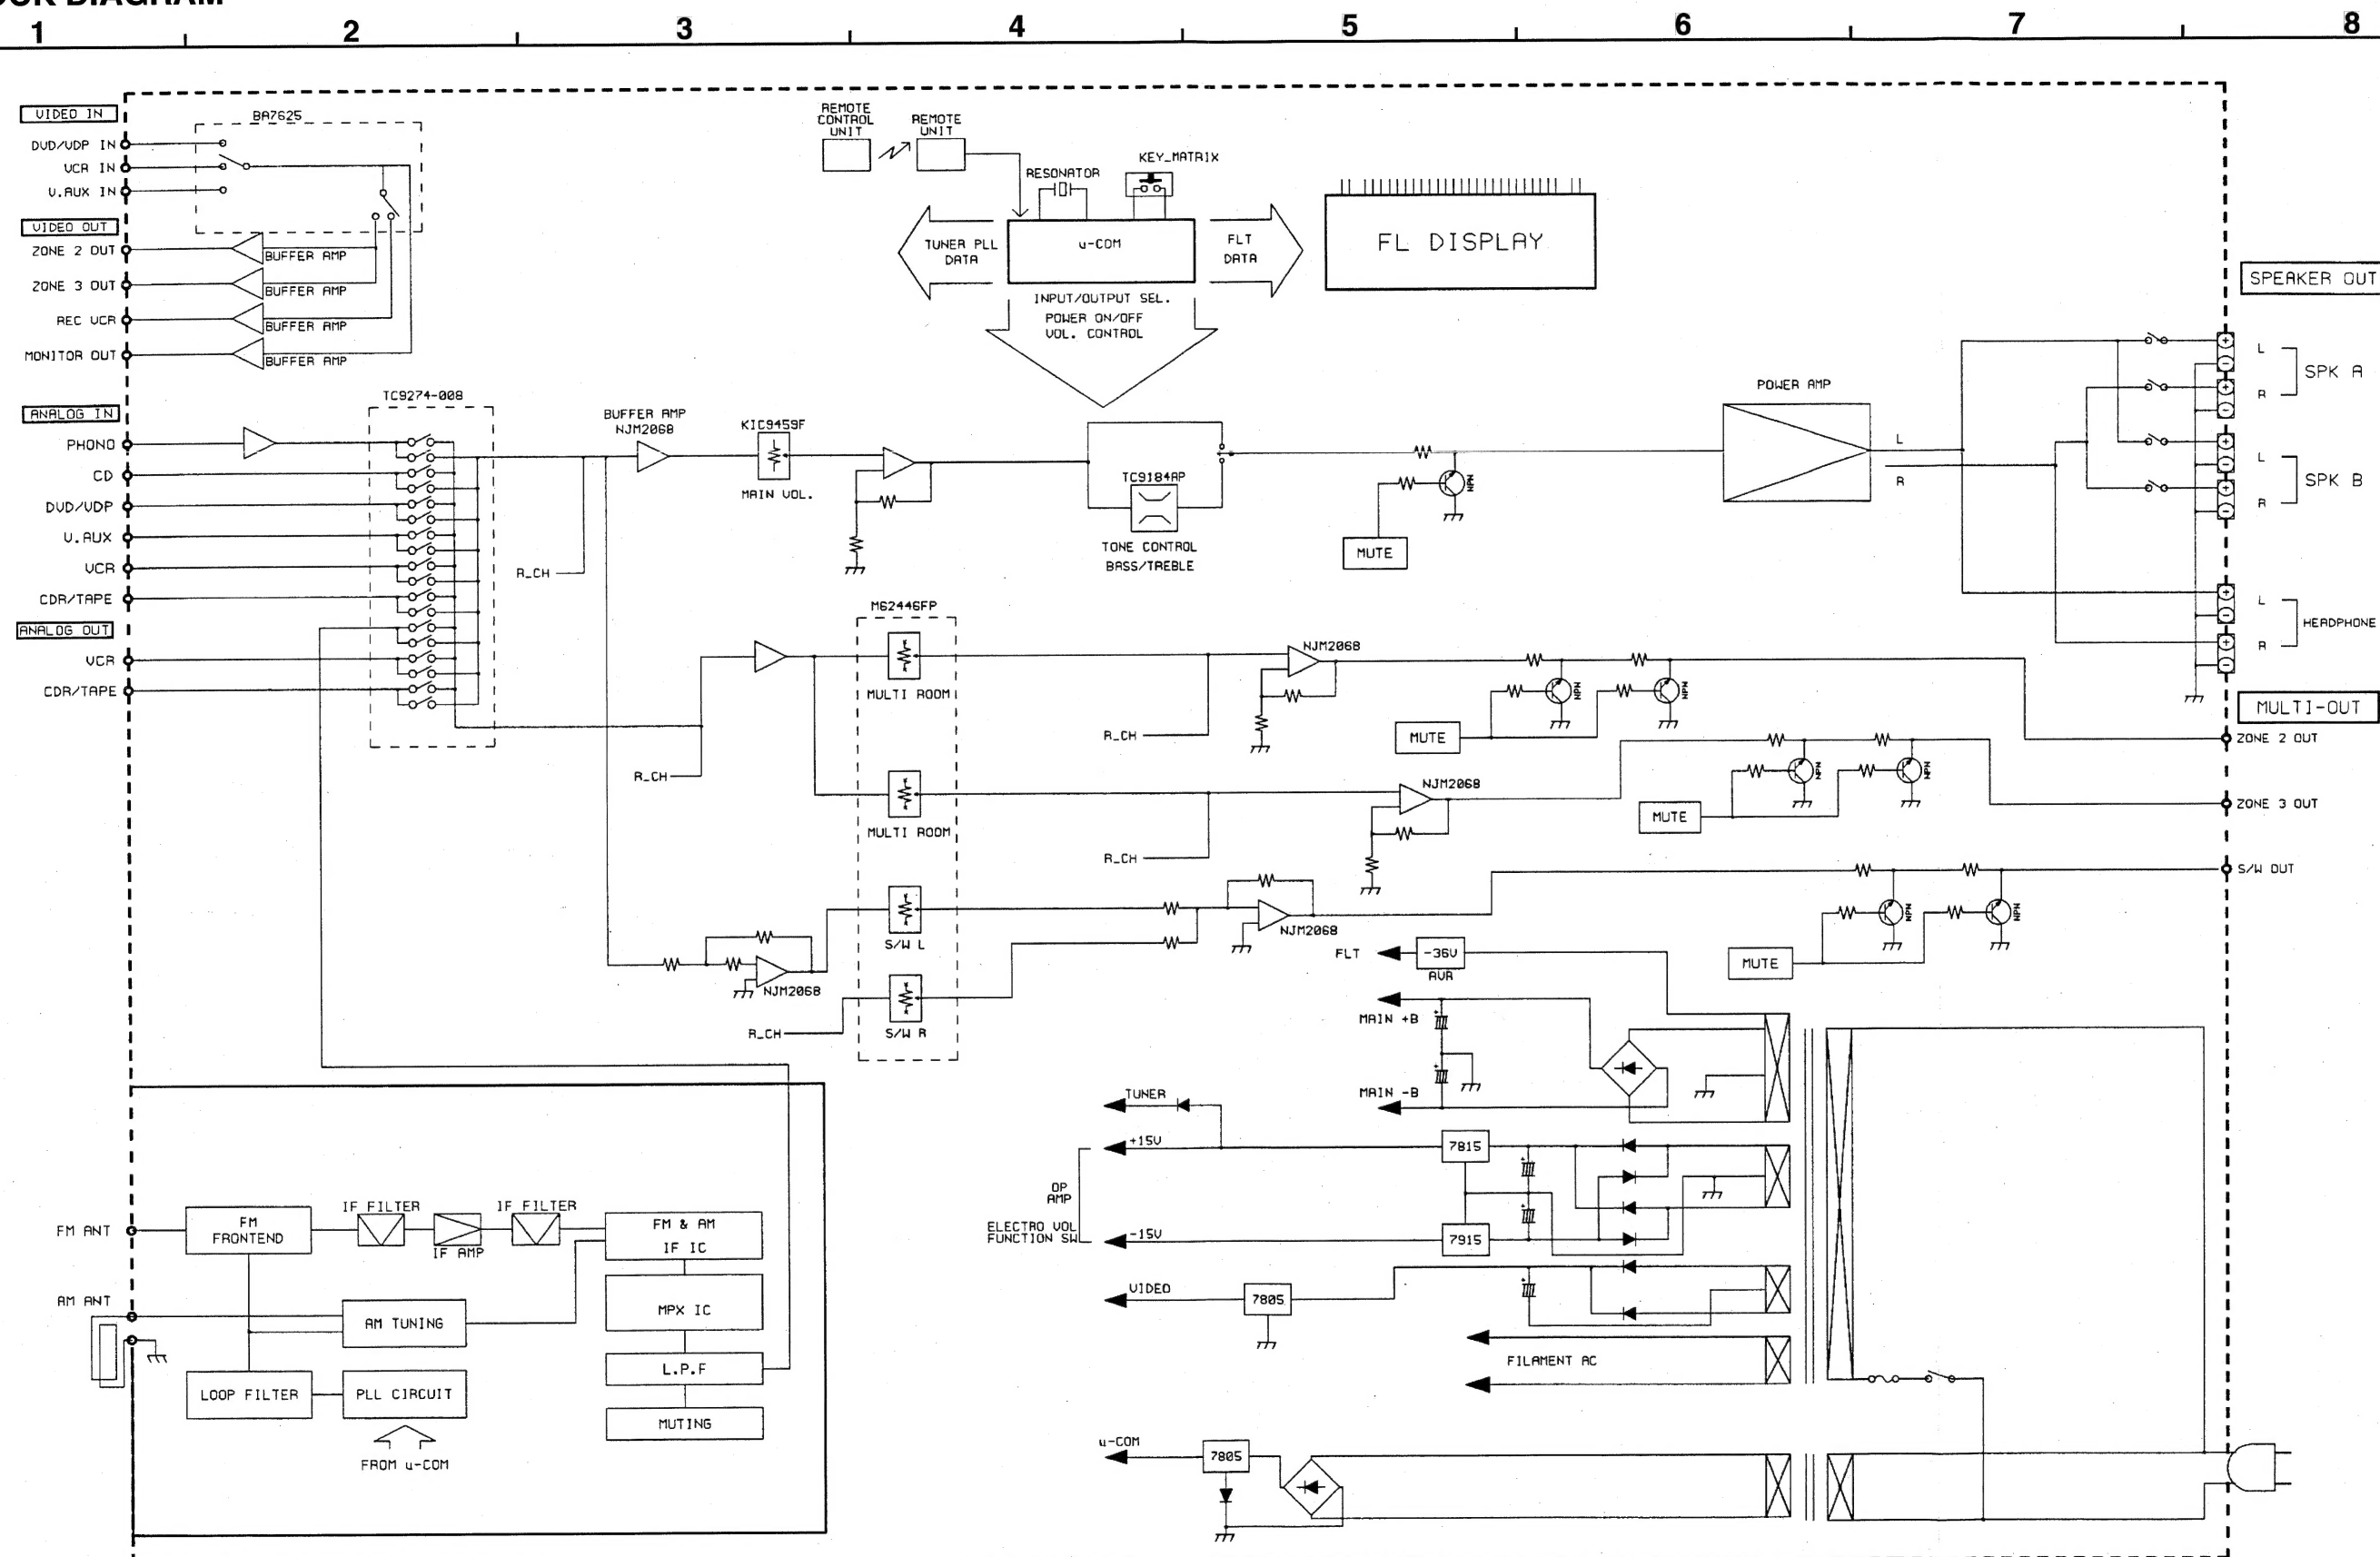 1 2 3 4 5 6 7 8
VIDEO IN
DVD/VDP IN
VCR IN
V.AUX IN
BA7625
VIDEO OUT
ZONE 2 OUT
BUFFER AMP
ZONE 3 OUT
BUFFER AMP
REC VCR
BUFFER AMP
MONITOR OUT
BUFFER AMP
REMOTE
CONTROL
UNIT
REMOTE
UNIT
RESONATOR
KEY_MATRIX
TUNER PLL
DATA
u-COM
FLT
DATA
FL DISPLAY
INPUT/OUTPUT SEL.
POWER ON/OFF
VOL. CONTROL
ANALOG IN
PHONO
CD
DVD/VDP
V.AUX
VCR
CDR/TAPE
ANALOG OUT
VCR
CDR/TAPE
TC9274-008
R_CH
BUFFER AMP
NJM2068
KIC9459F
MAIN VOL.
TC9184AP
TONE CONTROL
BASS/TREBLE
NPN
MUTE
POWER AMP
L
R
SPEAKER OUT
L
R
SPK A
L
R
SPK B
L
R
HEADPHONE
M62446FP
MULTI ROOM
R_CH
MULTI ROOM
S/W L
S/W R
R_CH
NJM2068
R_CH
NJM2068
MUTE
NPN
NPN
R_CH
NJM2068
MUTE
NPN
NPN
NJM2068
MUTE
NPN
NPN
MULTI-OUT
ZONE 2 OUT
ZONE 3 OUT
S/W OUT
FLT
-36V
AVR
MAIN +B
MAIN -B
TUNER
+15V
7815
OP
AMP
ELECTRO VOL
FUNCTION SW
-15V
7915
VIDEO
7805
FILAMENT AC
u-COM
7805
FM ANT
FM
FRONTEND
IF FILTER
IF AMP
IF FILTER
FM & AM
IF IC
MPX IC
L.P.F
MUTING
AM ANT
AM TUNING
LOOP FILTER
PLL CIRCUIT
FROM u-COM